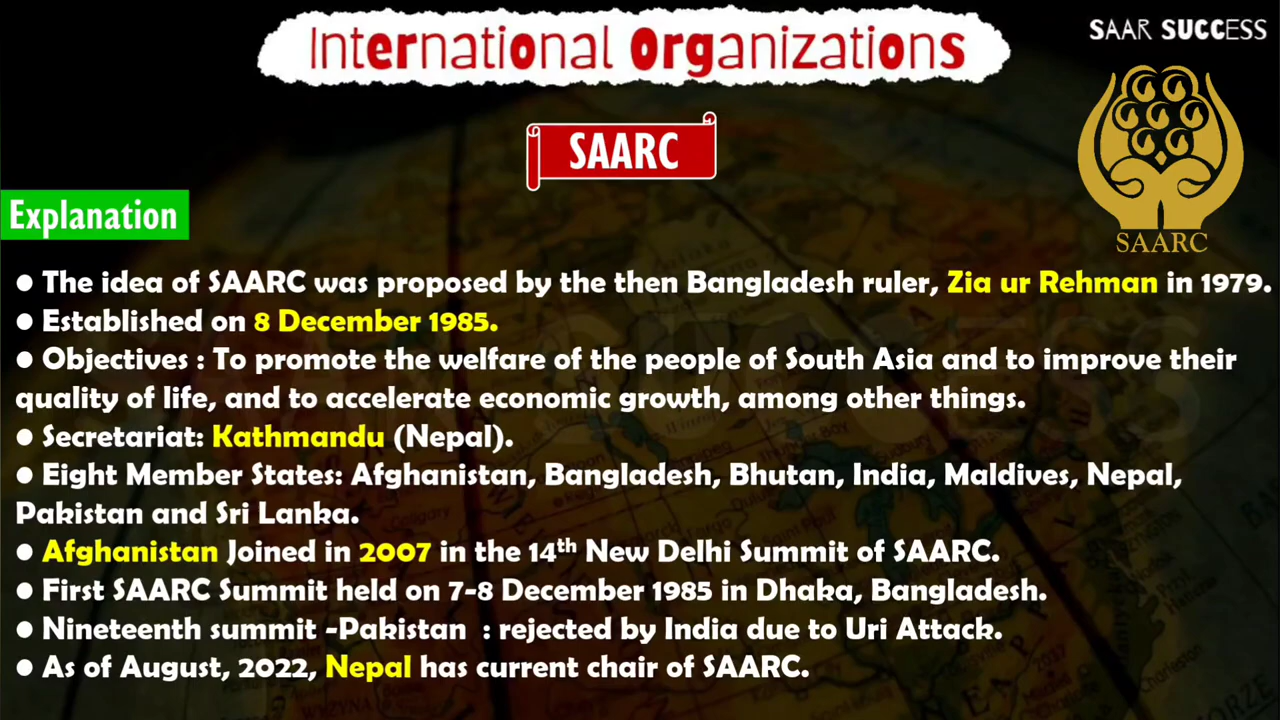 International Organizations
SAAR SUCCESS
SAARC
SAARC
Explanation
● The idea of SAARC was proposed by the then Bangladesh ruler, Zia ur Rehman in 1979.
● Established on 8 December 1985.
● Objectives : To promote the welfare of the people of South Asia and to improve their
quality of life, and to accelerate economic growth, among other things.
● Secretariat: Kathmandu (Nepal).
● Eight Member States: Afghanistan, Bangladesh, Bhutan, India, Maldives, Nepal,
Pakistan and Sri Lanka.
● Afghanistan Joined in 2007 in the 14th New Delhi Summit of SAARC.
● First SAARC Summit held on 7-8 December 1985 in Dhaka, Bangladesh.
● Nineteenth summit -Pakistan : rejected by India due to Uri Attack.
● As of August, 2022, Nepal has current chair of SAARC.